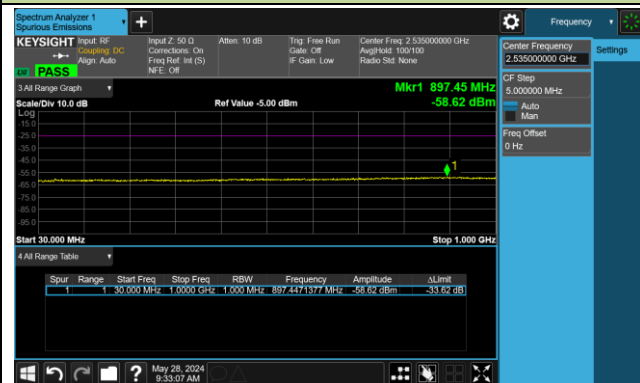 Spectrum Analyzer 1
Spurious Emissions
Frequency
KEYSIGHT
Input: RF
Coupling: DC
Align: Auto
Input Z: 50 Ω
Corrections: On
Freq Ref: Int (S)
NFE: Off
Atten: 10 dB
Trig: Free Run
Gate: Off
IF Gain: Low
Center Freq: 2.535000000 GHz
Avg|Hold: 100/100
Radio Std: None
PASS
Center Frequency
2.535000000 GHz
Settings
CF Step
5.000000 MHz
Auto
Man
Freq Offset
0 Hz
3 All Range Graph
Mkr1 897.45 MHz
Scale/Div 10.0 dB
Ref Value -5.00 dBm
-58.62 dBm
Log
-15.0
-25.0
-35.0
-45.0
-55.0
-65.0
-75.0
-85.0
-95.0
1
Start 30.000 MHz
Stop 1.000 GHz
4 All Range Table
Spur Range Start Freq Stop Freq RBW Frequency Amplitude ΔLimit
1 1 30.000 MHz 1.0000 GHz 1.000 MHz 897.4471377 MHz -58.62 dBm -33.62 dB
?
May 28, 2024
9:33:07 AM